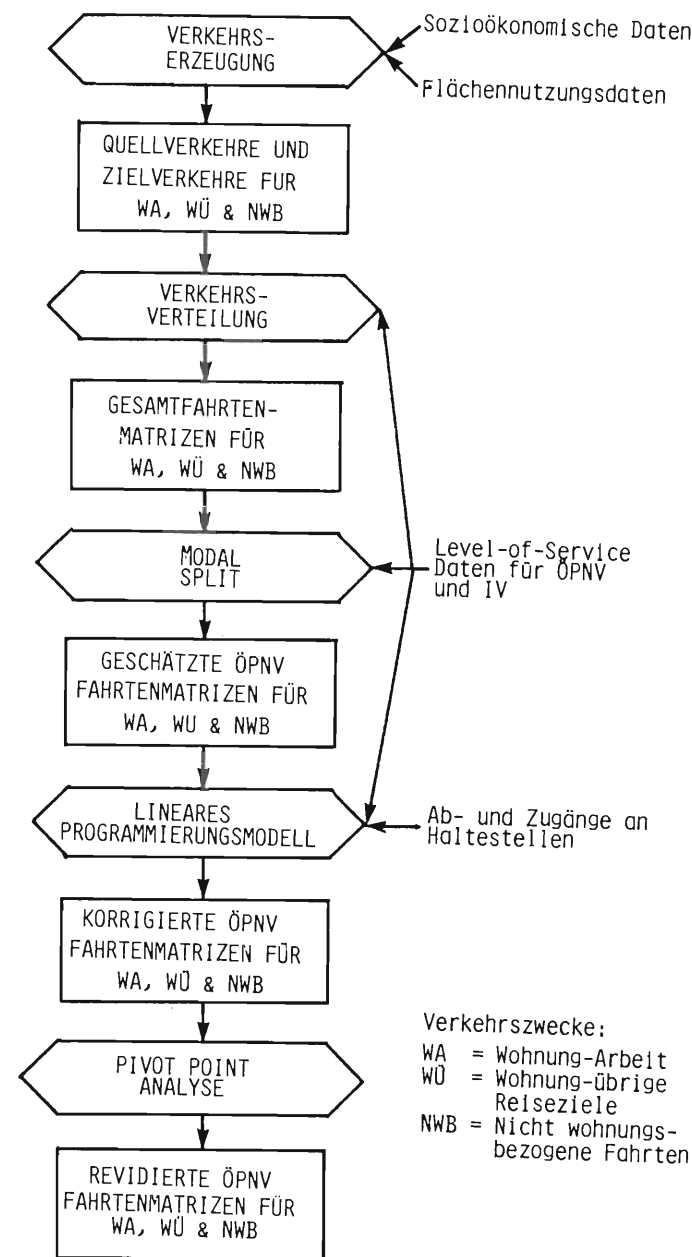 VERKEHRS-
ERZEUGUNG
Sozioökonomische Daten
Flächennutzungsdaten
QUELLVERKEHRE UND
ZIELVERKEHRE FUR
WA, WÜ & NWB
VERKEHRS-
VERTEILUNG
GESAMTFAHRTEN-
MATRIZEN FÜR
WA, WÜ & NWB
MODAL
SPLIT
Level-of-Service
Daten für ÖPNV
und IV
GESCHÄTZTE ÖPNV
FAHRTENMATRIZEN FÜR
WA, WU & NWB
LINEARES
PROGRAMMIERUNGSMODELL
Ab- und Zugänge an
Haltestellen
KORRIGIERTE ÖPNV
FAHRTENMATRIZEN FÜR
WA, WÜ & NWB
PIVOT POINT
ANALYSE
REVIDIERTE ÖPNV
FAHRTENMATRIZEN FÜR
WA, WÜ & NWB
Verkehrszwecke:
WA = Wohnung-Arbeit
WÜ = Wohnung-übrige
Reiseziele
NWB = Nicht wohnungs-
bezogene Fahrten